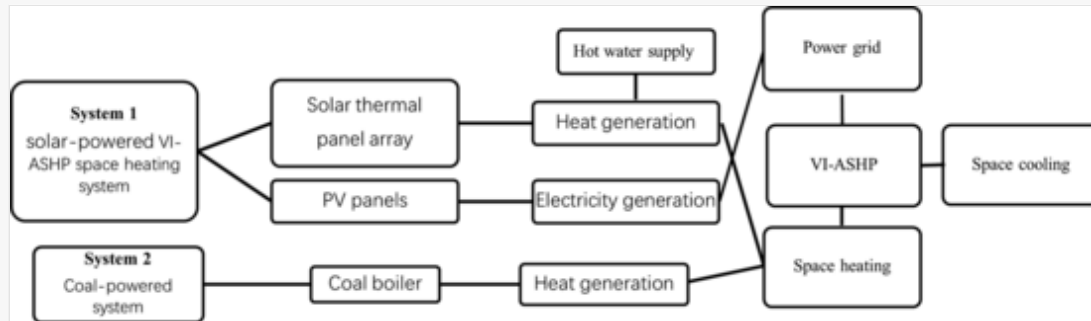 System 1
solar-powered VI-
ASHP space heating
system
Solar thermal
panel array
PV panels
Hot water supply
Heat generation
Electricity generation
Power grid
VI-ASHP
Space cooling
Space heating
System 2
Coal-powered
system
Coal boiler
Heat generation